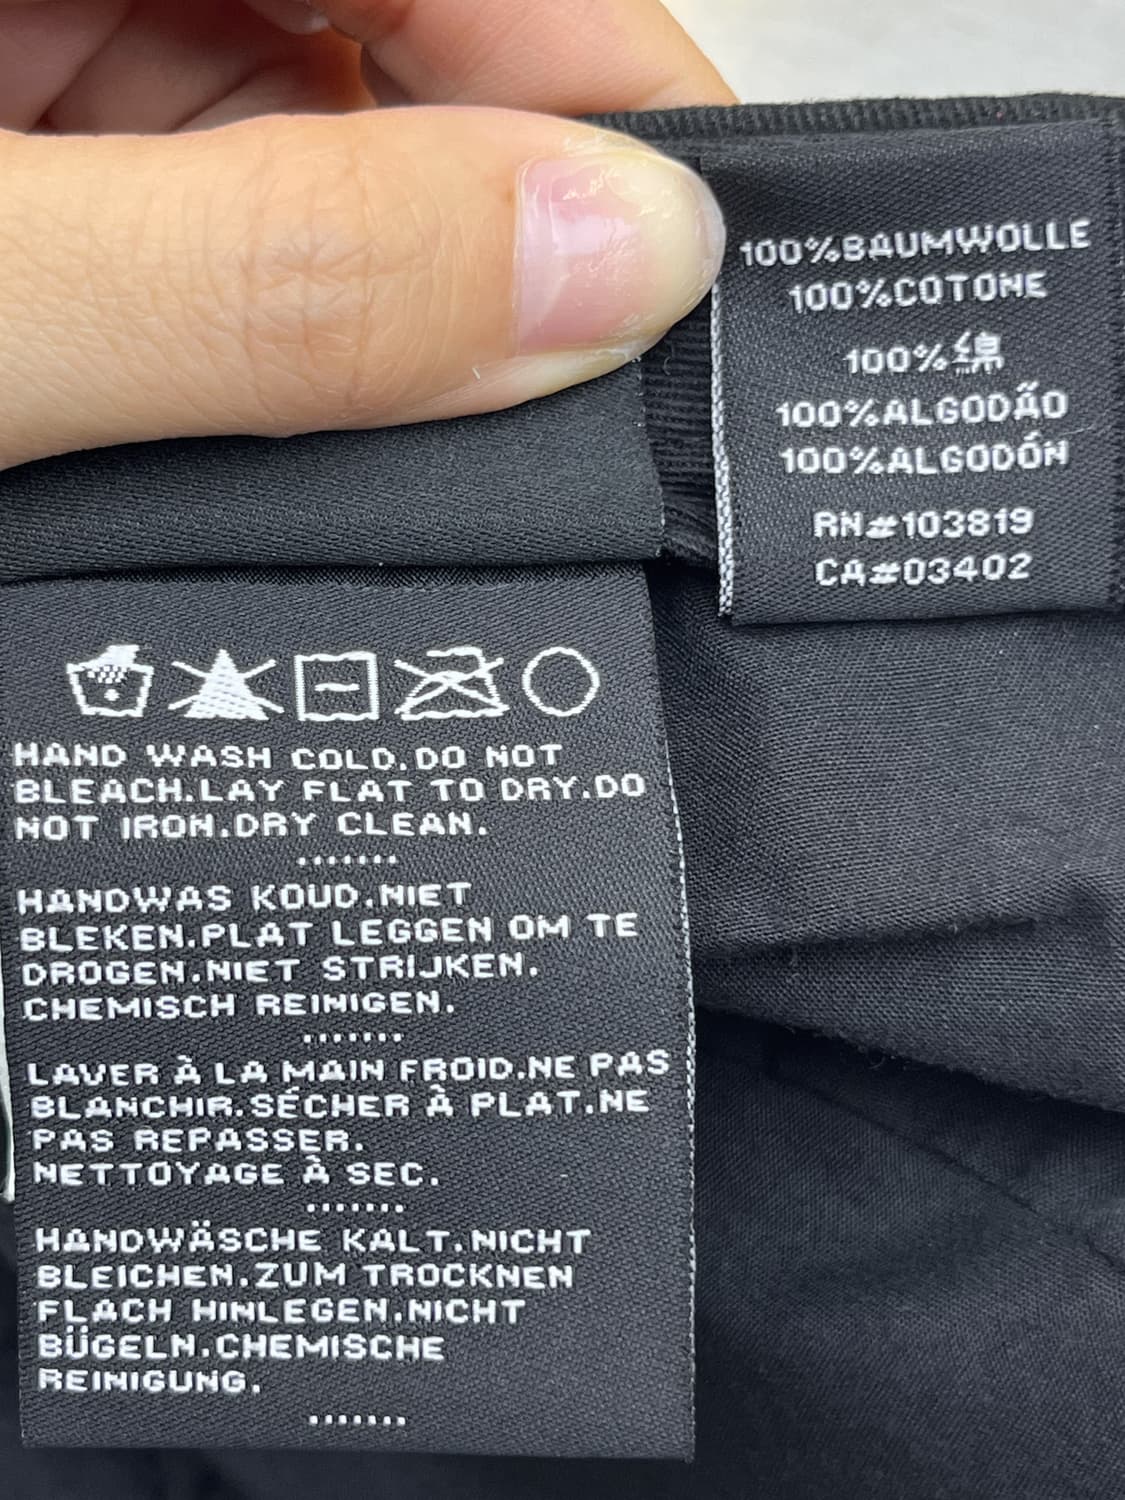 100%BAUMWOLLE
100%COTONE
100%綿
100%ALGODÃO
100%ALGODÓN
RN#103819
CA#03402
HAND WASH COLD.DO NOT
BLEACH.LAY FLAT TO DRY.DO
NOT IRON.DRY CLEAN.
.......
HANDWAS KOUD.NIET
BLEKEN.PLAT LEGGEN OM TE
DROGEN.NIET STRIJKEN.
CHEMISCH REINIGEN.
.......
LAVER À LA MAIN FROID.NE PAS
BLANCHIR.SÉCHER À PLAT.NE
PAS REPASSER.
NETTOYAGE À SEC.
.......
HANDWÄSCHE KALT.NICHT
BLEICHEN.ZUM TROCKNEN
FLACH HINLEGEN.NICHT
BÜGELN.CHEMISCHE
REINIGUNG.
.......